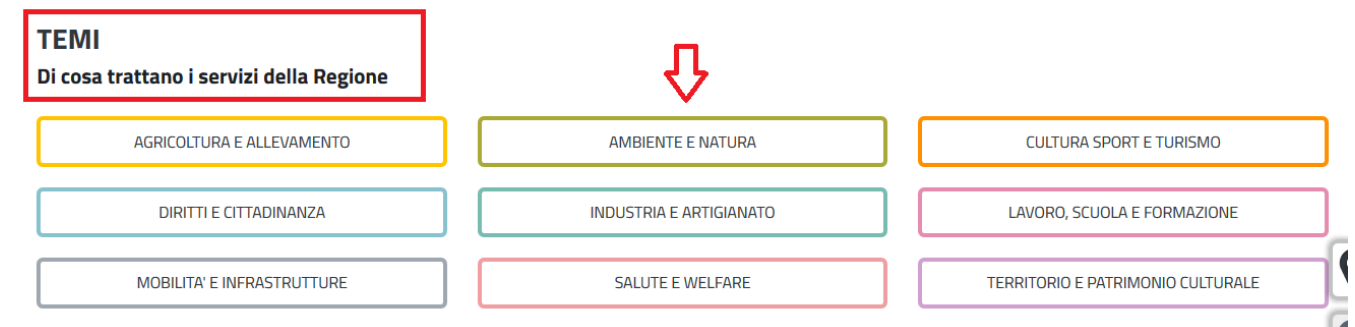 TEMI
Di cosa trattano i servizi della Regione
AGRICOLTURA E ALLEVAMENTO
AMBIENTE E NATURA
CULTURA SPORT E TURISMO
DIRITTI E CITTADINANZA
INDUSTRIA E ARTIGIANATO
LAVORO, SCUOLA E FORMAZIONE
MOBILITA' E INFRASTRUTTURE
SALUTE E WELFARE
TERRITORIO E PATRIMONIO CULTURALE